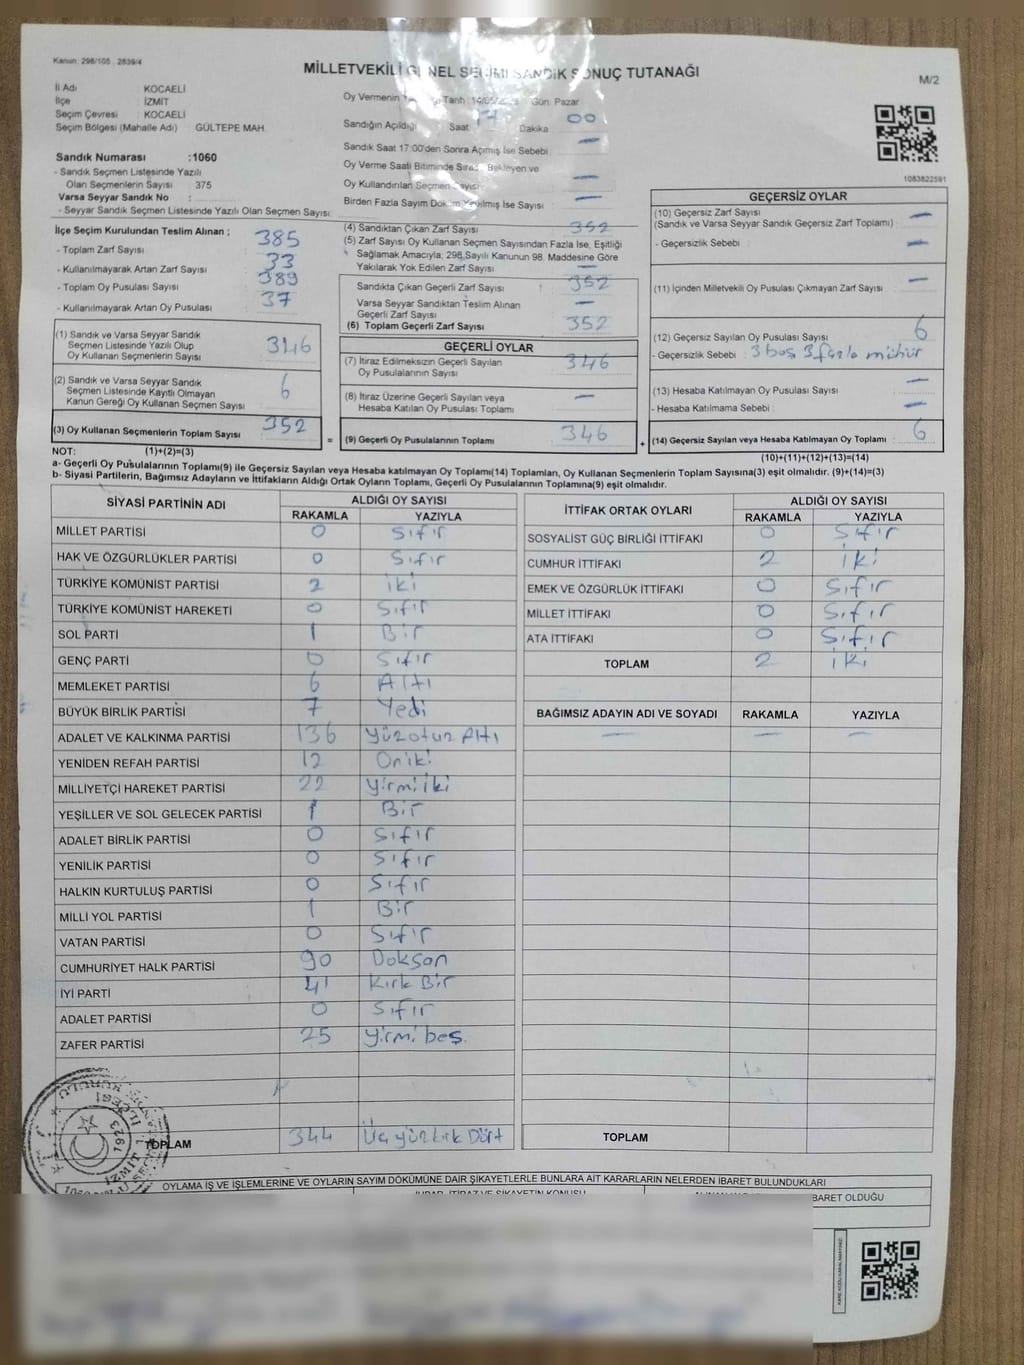 Kanun: 298/105 2839/4
MİLLETVEKİLİ GENEL SEÇİMİ SANDIK SONUÇ TUTANAĞI
M/2
İl Adı KOCAELİ
İlçe İZMİT
Seçim Çevresi KOCAELİ
Seçim Bölgesi (Mahalle Adı) GÜLTEPE MAH.
Sandık Numarası :1060
- Sandık Seçmen Listesinde Yazılı
Olan Seçmenlerin Sayısı 375
Varsa Seyyar Sandık No :
- Seyyar Sandık Seçmen Listesinde Yazılı Olan Seçmen Sayısı:
Oy Vermenin Tarihi Gün: Pazar
Sandığın Açıldığı Saat 17 Dakika 00
Sandık Saat 17:00'den Sonra Açılmış İse Sebebi —
Oy Verme Saati Bitiminde Sırada Bekleyen ve
Oy Kullandırılan Seçmen Sayısı —
Birden Fazla Sayım Döküm Yapılmış İse Sayısı —
1083822591
İlçe Seçim Kurulundan Teslim Alınan ;
- Toplam Zarf Sayısı 385
- Kullanılmayarak Artan Zarf Sayısı 33
- Toplam Oy Pusulası Sayısı 389
- Kullanılmayarak Artan Oy Pusulası 37
(1) Sandık ve Varsa Seyyar Sandık
Seçmen Listesinde Yazılı Olup
Oy Kullanan Seçmenlerin Sayısı 346
(2) Sandık ve Varsa Seyyar Sandık
Seçmen Listesinde Kayıtlı Olmayan
Kanun Gereği Oy Kullanan Seçmen Sayısı 6
(3) Oy Kullanan Seçmenlerin Toplam Sayısı 352
(4) Sandıktan Çıkan Zarf Sayısı 352
(5) Zarf Sayısı Oy Kullanan Seçmen Sayısından Fazla İse, Eşitliği
Sağlamak Amacıyla; 298 Sayılı Kanunun 98. Maddesine Göre
Yakılarak Yok Edilen Zarf Sayısı —
Sandıkta Çıkan Geçerli Zarf Sayısı : 352
Varsa Seyyar Sandıktan Teslim Alınan
Geçerli Zarf Sayısı —
(6) Toplam Geçerli Zarf Sayısı 352
GEÇERLİ OYLAR
(7) İtiraz Edilmeksizin Geçerli Sayılan
Oy Pusulalarının Sayısı 346
(8) İtiraz Üzerine Geçerli Sayılan veya
Hesaba Katılan Oy Pusulası Toplamı —
= (9) Geçerli Oy Pusulalarının Toplamı 346 +
GEÇERSİZ OYLAR
(10) Geçersiz Zarf Sayısı
(Sandık ve Varsa Seyyar Sandık Geçersiz Zarf Toplamı) : —
- Geçersizlik Sebebi : —
(11) İçinden Milletvekili Oy Pusulası Çıkmayan Zarf Sayısı : —
(12) Geçersiz Sayılan Oy Pusulası Sayısı 6
- Geçersizlik Sebebi : 3 boş 3 fazla mühür
(13) Hesaba Katılmayan Oy Pusulası Sayısı —
- Hesaba Katılmama Sebebi : —
(14) Geçersiz Sayılan veya Hesaba Katılmayan Oy Toplamı 6
NOT: (1)+(2)=(3) (10)+(11)+(12)+(13)=(14)
a- Geçerli Oy Pusulalarının Toplamı(9) ile Geçersiz Sayılan veya Hesaba katılmayan Oy Toplamı(14) Toplamları, Oy Kullanan Seçmenlerin Toplam Sayısına(3) eşit olmalıdır. (9)+(14)=(3)
b- Siyasi Partilerin, Bağımsız Adayların ve İttifakların Aldığı Ortak Oyların Toplamı, Geçerli Oy Pusulalarının Toplamına(9) eşit olmalıdır.
SİYASİ PARTİNİN ADI ALDIĞI OY SAYISI
RAKAMLA YAZIYLA
MİLLET PARTİSİ 0 Sıfır
HAK VE ÖZGÜRLÜKLER PARTİSİ 0 Sıfır
TÜRKİYE KOMÜNİST PARTİSİ 2 iki
TÜRKİYE KOMÜNİST HAREKETİ 0 Sıfır
SOL PARTİ 1 Bir
GENÇ PARTİ 0 Sıfır
MEMLEKET PARTİSİ 6 Altı
BÜYÜK BİRLİK PARTİSİ 7 Yedi
ADALET VE KALKINMA PARTİSİ 136 Yüzotuz Altı
YENİDEN REFAH PARTİSİ 12 Oniki
MİLLİYETÇİ HAREKET PARTİSİ 22 Yirmi İki
YEŞİLLER VE SOL GELECEK PARTİSİ 1 Bir
ADALET BİRLİK PARTİSİ 0 Sıfır
YENİLİK PARTİSİ 0 Sıfır
HALKIN KURTULUŞ PARTİSİ 0 Sıfır
MİLLİ YOL PARTİSİ 1 Bir
VATAN PARTİSİ 0 Sıfır
CUMHURİYET HALK PARTİSİ 90 Doksan
İYİ PARTİ 41 Kırk Bir
ADALET PARTİSİ 0 Sıfır
ZAFER PARTİSİ 25 Yirmi beş
TOPLAM 344 Üçyüzkırk Dört
İTTİFAK ORTAK OYLARI ALDIĞI OY SAYISI
RAKAMLA YAZIYLA
SOSYALİST GÜÇ BİRLİĞİ İTTİFAKI 0 Sıfır
CUMHUR İTTİFAKI 2 iki
EMEK VE ÖZGÜRLÜK İTTİFAKI 0 Sıfır
MİLLET İTTİFAKI 0 Sıfır
ATA İTTİFAKI 0 Sıfır
TOPLAM 2 iki
BAĞIMSIZ ADAYIN ADI VE SOYADI RAKAMLA YAZIYLA
— — —
TOPLAM
İZMİT İLÇESİ
1623
OYLAMA İŞ VE İŞLEMLERİNE VE OYLARIN SAYIM DÖKÜMÜNE DAİR ŞİKAYETLERLE BUNLARA AİT KARARLARIN NELERDEN İBARET BULUNDUKLARI
İBARET OLDUĞU